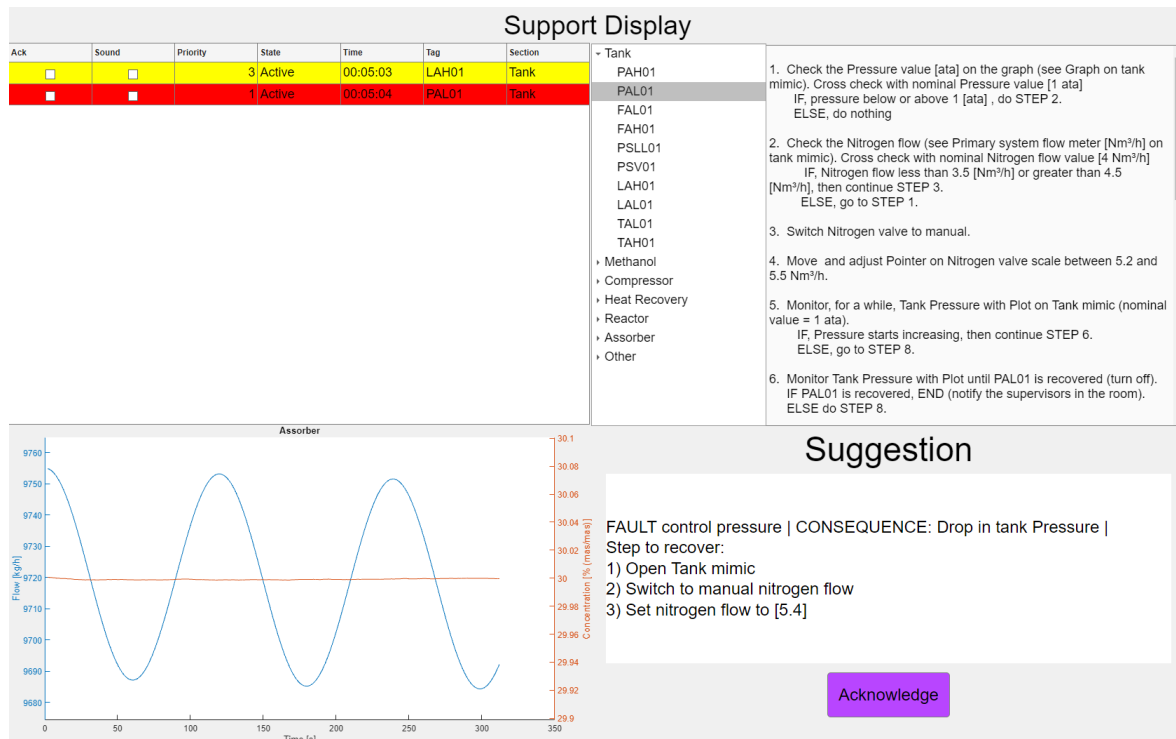 Support Display
Ack Sound Priority State Time Tag Section
3 Active 00:05:03 LAH01 Tank
1 Active 00:05:04 PAL01 Tank
Tank
PAH01
PAL01
FAL01
FAH01
PSLL01
PSV01
LAH01
LAL01
TAL01
TAH01
Methanol
Compressor
Heat Recovery
Reactor
Assorber
Other
1. Check the Pressure value [ata] on the graph (see Graph on tank
mimic). Cross check with nominal Pressure value [1 ata]
IF, pressure below or above 1 [ata] , do STEP 2.
ELSE, do nothing
2. Check the Nitrogen flow (see Primary system flow meter [Nm³/h] on
tank mimic). Cross check with nominal Nitrogen flow value [4 Nm³/h]
IF, Nitrogen flow less than 3.5 [Nm³/h] or greater than 4.5
[Nm³/h], then continue STEP 3.
ELSE, go to STEP 1.
3. Switch Nitrogen valve to manual.
4. Move and adjust Pointer on Nitrogen valve scale between 5.2 and
5.5 Nm³/h.
5. Monitor, for a while, Tank Pressure with Plot on Tank mimic (nominal
value = 1 ata).
IF, Pressure starts increasing, then continue STEP 6.
ELSE, go to STEP 8.
6. Monitor Tank Pressure with Plot until PAL01 is recovered (turn off).
IF PAL01 is recovered, END (notify the supervisors in the room).
ELSE do STEP 8.
Assorber
Flow [kg/h]
9760
9750
9740
9730
9720
9710
9700
9690
9680
0 50 100 150 200 250 300 350
Time [s]
30.1
30.08
30.06
30.04
30.02
30
29.98
29.96
29.94
29.92
29.9
Concentration [% (mas/mas)]
Suggestion
FAULT control pressure | CONSEQUENCE: Drop in tank Pressure |
Step to recover:
1) Open Tank mimic
2) Switch to manual nitrogen flow
3) Set nitrogen flow to [5.4]
Acknowledge